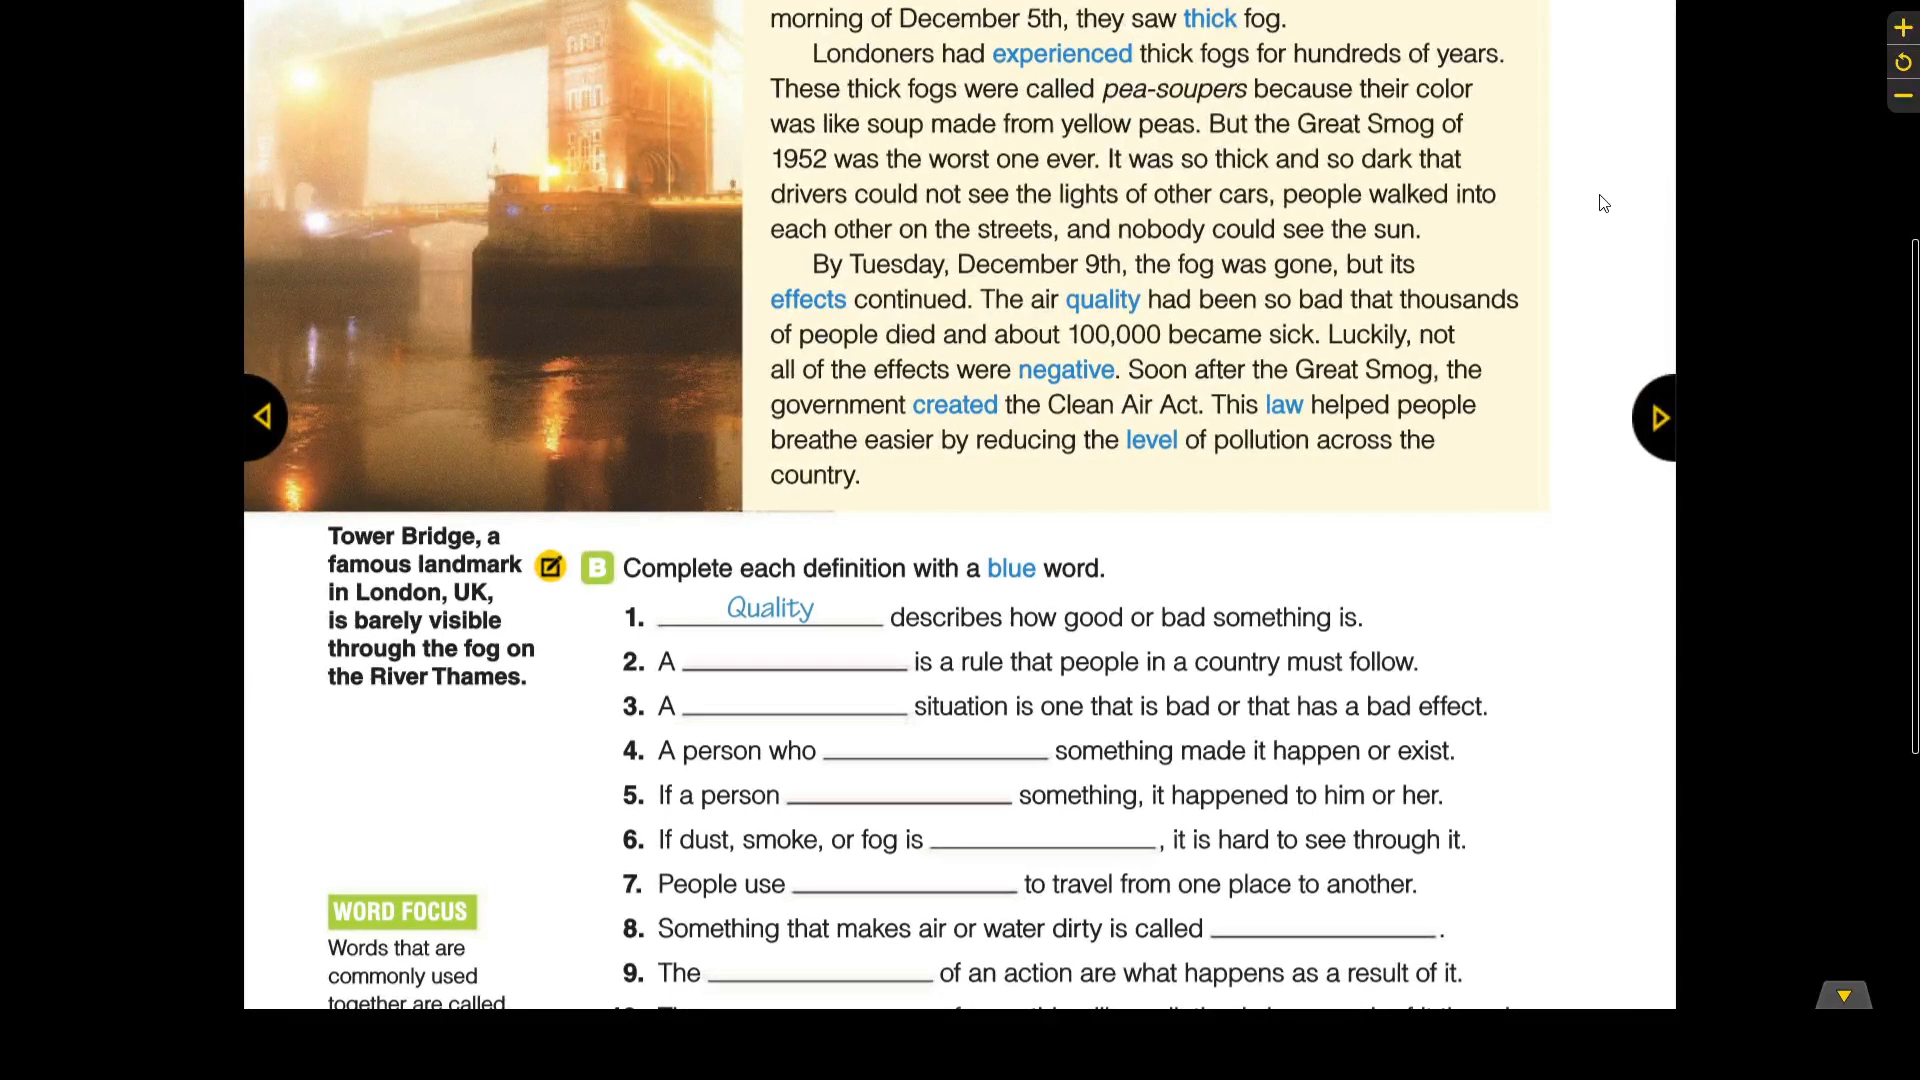 morning of December 5th, they saw thick fog.
Londoners had experienced thick fogs for hundreds of years.
These thick fogs were called pea-soupers because their color
was like soup made from yellow peas. But the Great Smog of
1952 was the worst one ever. It was so thick and so dark that
drivers could not see the lights of other cars, people walked into
each other on the streets, and nobody could see the sun.
By Tuesday, December 9th, the fog was gone, but its
effects continued. The air quality had been so bad that thousands
of people died and about 100,000 became sick. Luckily, not
all of the effects were negative. Soon after the Great Smog, the
government created the Clean Air Act. This law helped people
breathe easier by reducing the level of pollution across the
country.
Tower Bridge, a
famous landmark
in London, UK,
is barely visible
through the fog on
the River Thames.
B Complete each definition with a blue word.
1. Quality describes how good or bad something is.
2. A ____ is a rule that people in a country must follow.
3. A ____ situation is one that is bad or that has a bad effect.
4. A person who ____ something made it happen or exist.
5. If a person ____ something, it happened to him or her.
6. If dust, smoke, or fog is ____, it is hard to see through it.
7. People use ____ to travel from one place to another.
8. Something that makes air or water dirty is called ____.
9. The ____ of an action are what happens as a result of it.
WORD FOCUS
Words that are
commonly used
together are called